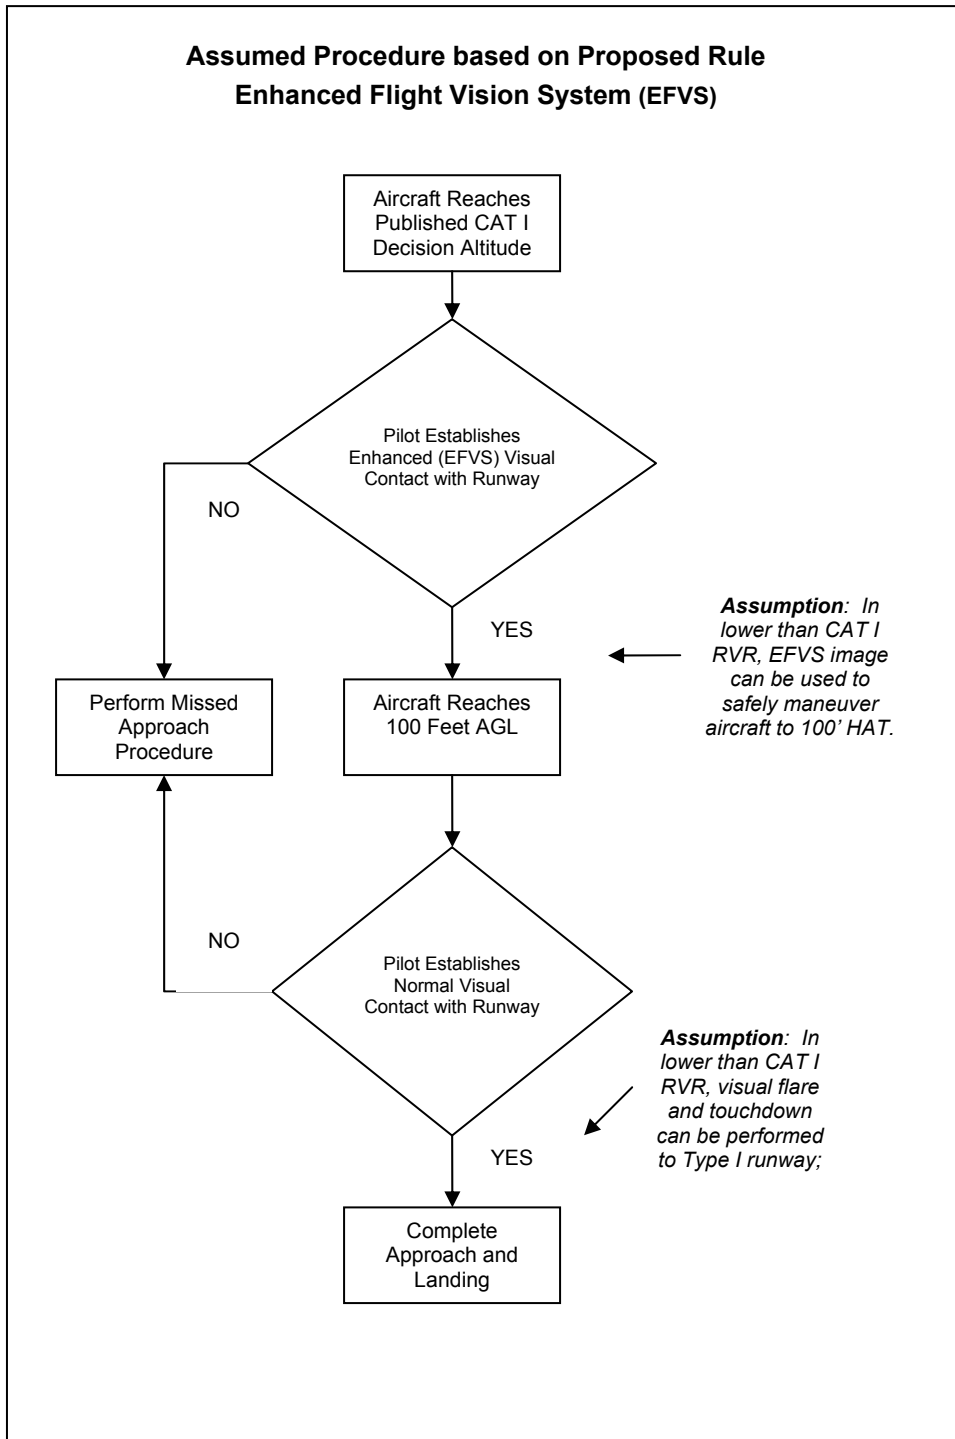 Assumed Procedure based on Proposed Rule
Enhanced Flight Vision System (EFVS)
Aircraft Reaches
Published CAT I
Decision Altitude
Pilot Establishes
Enhanced (EFVS) Visual
Contact with Runway
NO
YES
Assumption: In
lower than CAT I
RVR, EFVS image
can be used to
safely maneuver
aircraft to 100' HAT.
Perform Missed
Approach
Procedure
Aircraft Reaches
100 Feet AGL
NO
Pilot Establishes
Normal Visual
Contact with Runway
Assumption: In
lower than CAT I
RVR, visual flare
and touchdown
can be performed
to Type I runway;
YES
Complete
Approach and
Landing